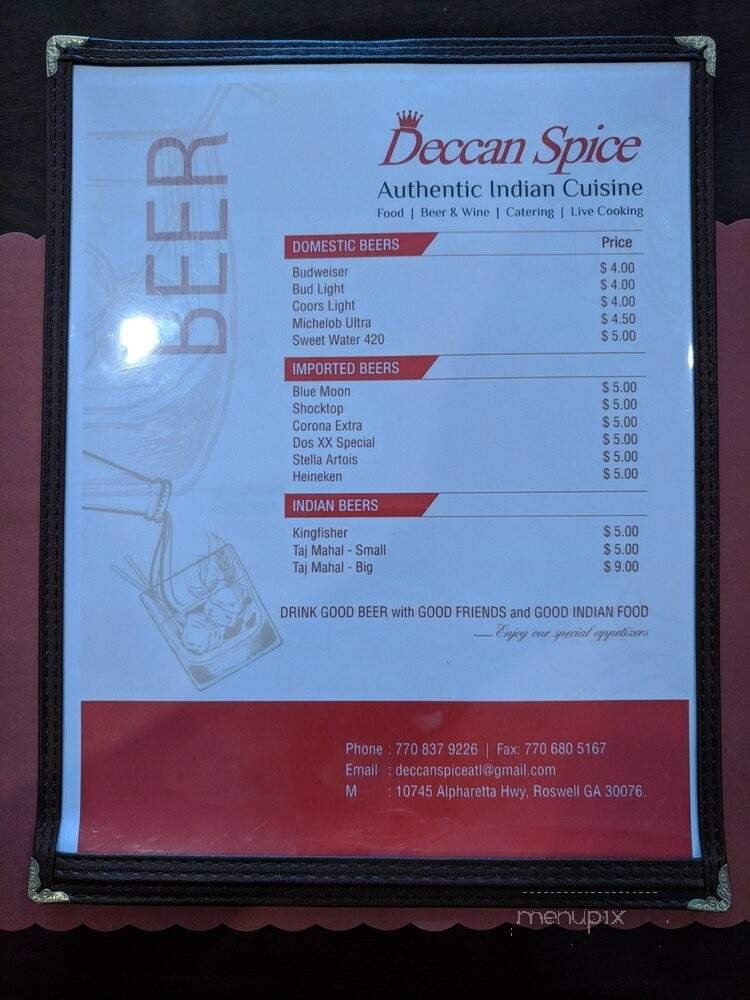 BEER
Deccan Spice
Authentic Indian Cuisine
Food | Beer & Wine | Catering | Live Cooking
DOMESTIC BEERS Price
Budweiser $ 4.00
Bud Light $ 4.00
Coors Light $ 4.00
Michelob Ultra $ 4.50
Sweet Water 420 $ 5.00
IMPORTED BEERS
Blue Moon $ 5.00
Shocktop $ 5.00
Corona Extra $ 5.00
Dos XX Special $ 5.00
Stella Artois $ 5.00
Heineken $ 5.00
INDIAN BEERS
Kingfisher $ 5.00
Taj Mahal - Small $ 5.00
Taj Mahal - Big $ 9.00
DRINK GOOD BEER with GOOD FRIENDS and GOOD INDIAN FOOD
Enjoy our special appetizers
Phone : 770 837 9226 | Fax: 770 680 5167
Email : deccanspiceatl@gmail.com
M : 10745 Alpharetta Hwy, Roswell GA 30076.
menupix